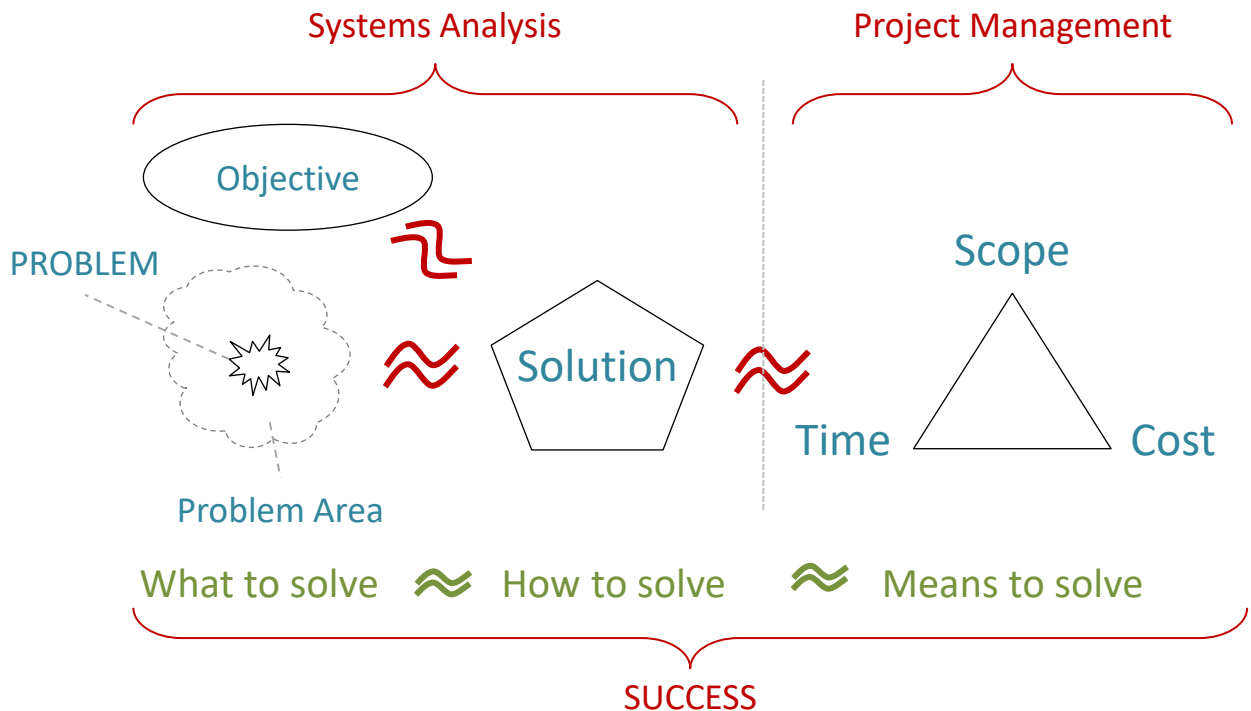 Systems Analysis
Project Management
Objective
PROBLEM
Scope
Solution
Time
Cost
Problem Area
What to solve
How to solve
Means to solve
SUCCESS